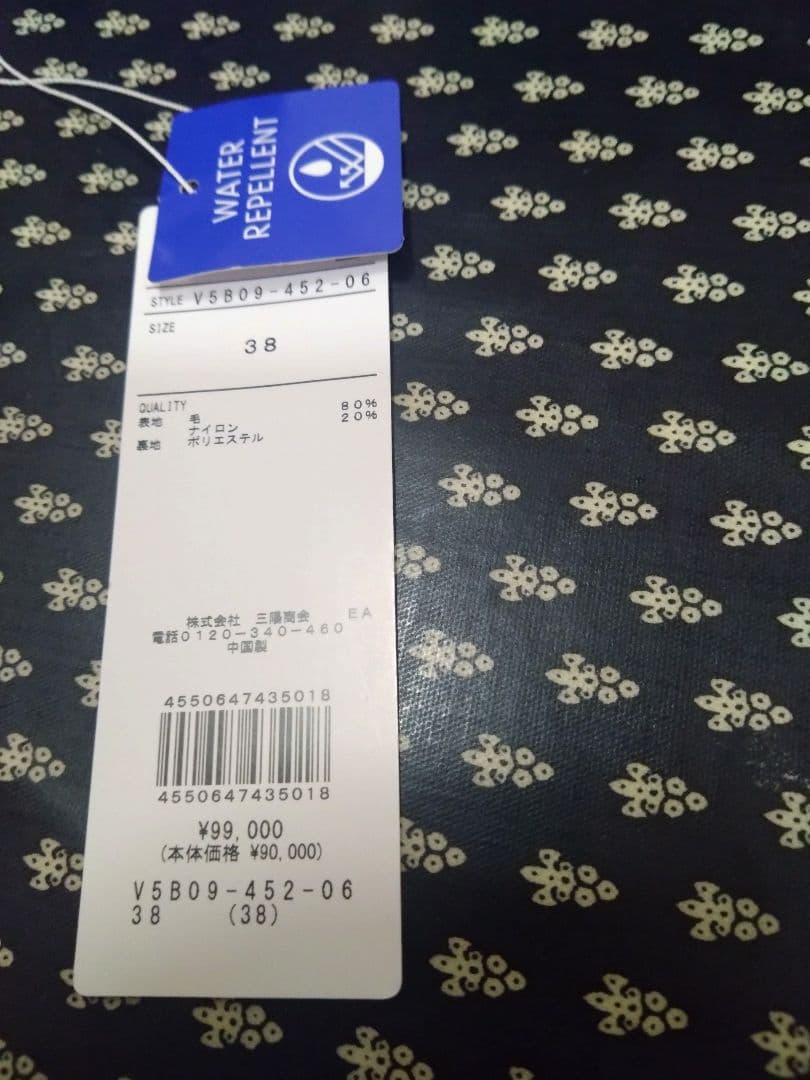 WATER
REPELLENT
STYLE V5B09-452-06
SIZE
38
QUALITY
表地 毛 80%
ナイロン 20%
裏地 ポリエステル
株式会社 三陽商会 EA
電話0120-340-460
中国製
4550647435018
4550647435018
¥99,000
(本体価格 ¥90,000)
V5B09-452-06
38 (38)